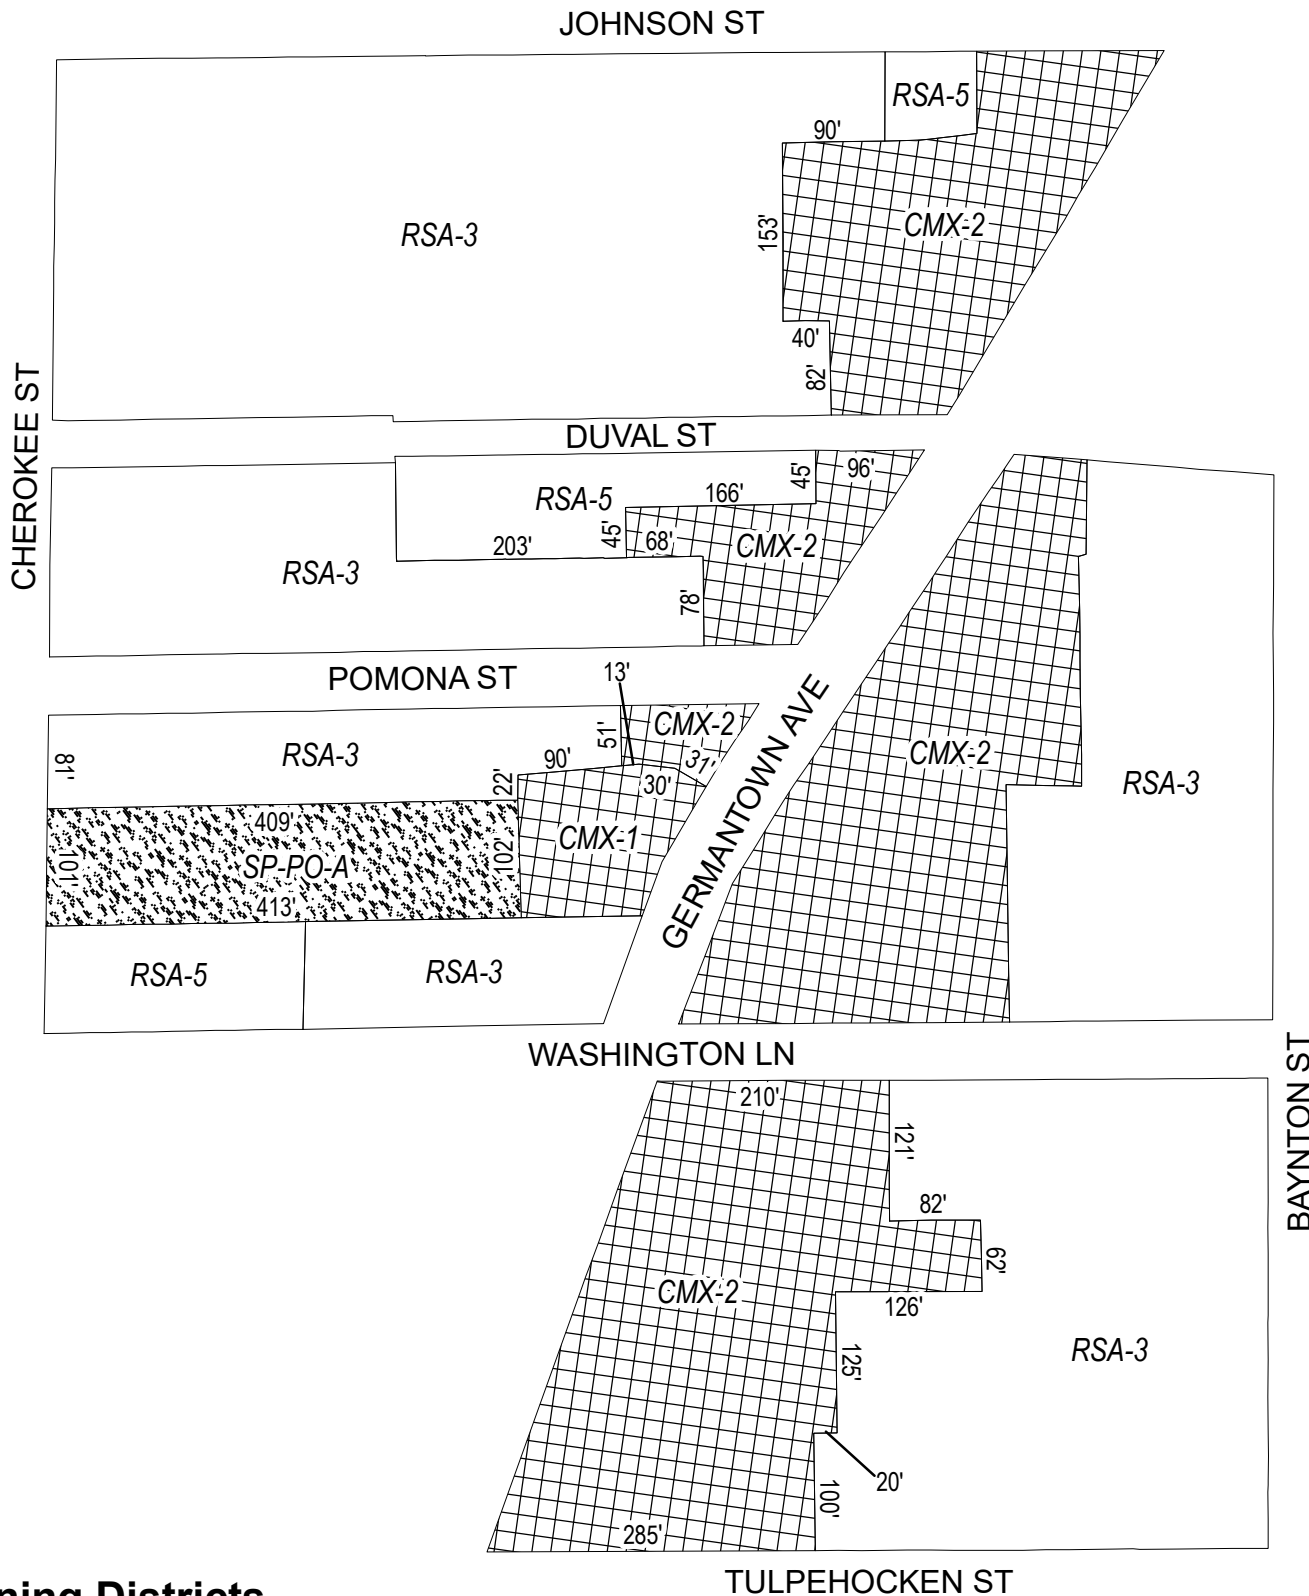 JOHNSON ST
RSA-5
90'
RSA-3
153'
CMX-2
40'
82'
CHEROKEE ST
DUVAL ST
96'
45'
166'
RSA-5
45'
68'
CMX-2
203'
RSA-3
78'
POMONA ST
13'
CMX-2
51'
RSA-3
81'
90'
31'
22'
30'
CMX-2
RSA-3
GERMANTOWN AVE
409'
CMX-1
102'
101'
SP-PO-A
413'
RSA-5
RSA-3
WASHINGTON LN
BAYNTON ST
210'
121'
82'
62'
CMX-2
126'
RSA-3
125'
20'
100'
285'
TULPEHOCKEN ST
Districts